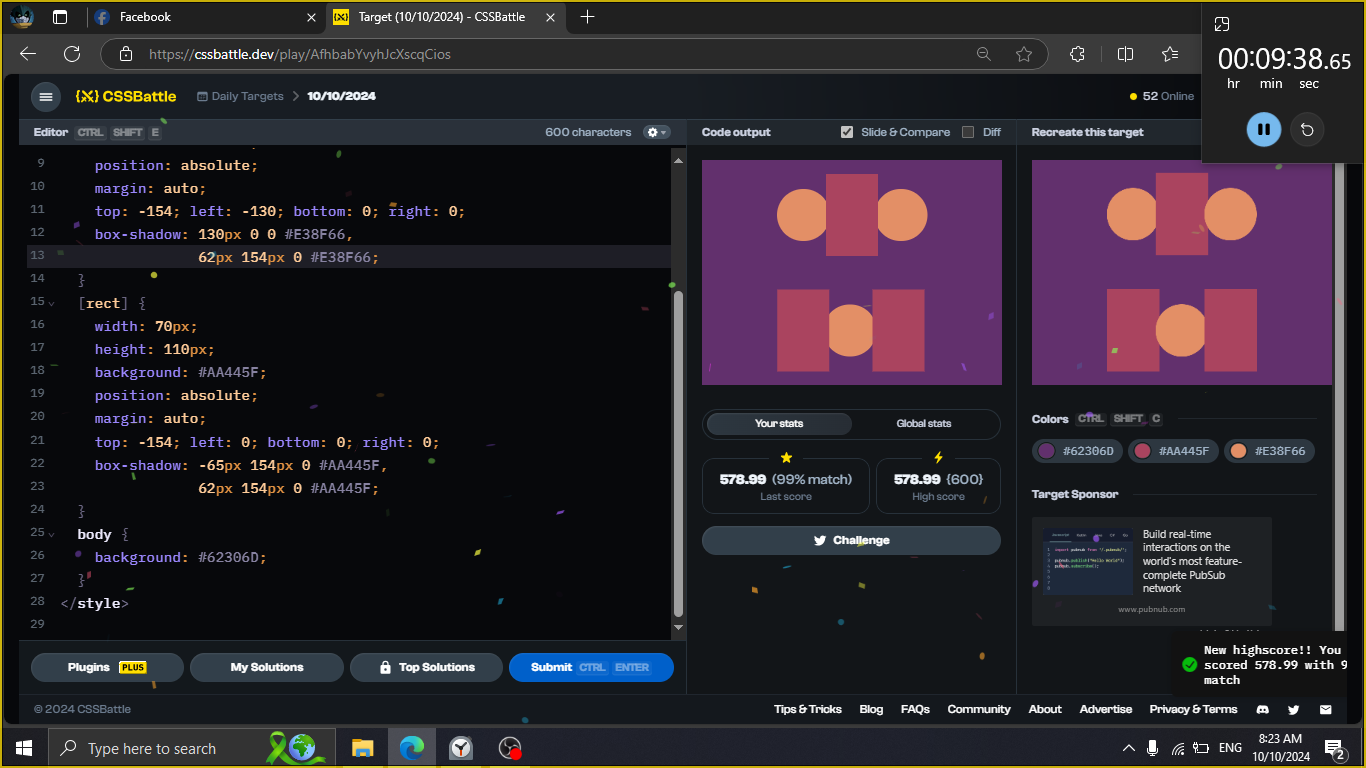 Facebook
Target (10/10/2024) - CSSBattle
https://cssbattle.dev/play/AfhbabYvyhJcXscqCios
00:09:38.65
hr min sec
CSSBattle
Daily Targets
10/10/2024
52 Online
Editor CTRL SHIFT E
600 characters
Code output
Slide & Compare
Diff
Recreate this target
9 position: absolute;
10 margin: auto;
11 top: -154; left: -130; bottom: 0; right: 0;
12 box-shadow: 130px 0 0 #E38F66,
13 62px 154px 0 #E38F66;
14 }
15 [rect] {
16 width: 70px;
17 height: 110px;
18 background: #AA445F;
19 position: absolute;
20 margin: auto;
21 top: -154; left: 0; bottom: 0; right: 0;
22 box-shadow: -65px 154px 0 #AA445F,
23 62px 154px 0 #AA445F;
24 }
25 body {
26 background: #62306D;
27 }
28 </style>
29
Your stats
Global stats
578.99 (99% match)
Last score
578.99 {600}
High score
Challenge
Colors CTRL SHIFT C
#62306D
#AA445F
#E38F66
Target Sponsor
Build real-time
interactions on the
world's most feature-
complete PubSub
network
www.pubnub.com
New highscore!! You
scored 578.99 with 9
match
Plugins PLUS
My Solutions
Top Solutions
Submit CTRL ENTER
© 2024 CSSBattle
Tips & Tricks
Blog
FAQs
Community
About
Advertise
Privacy & Terms
Type here to search
ENG
8:23 AM
10/10/2024
2